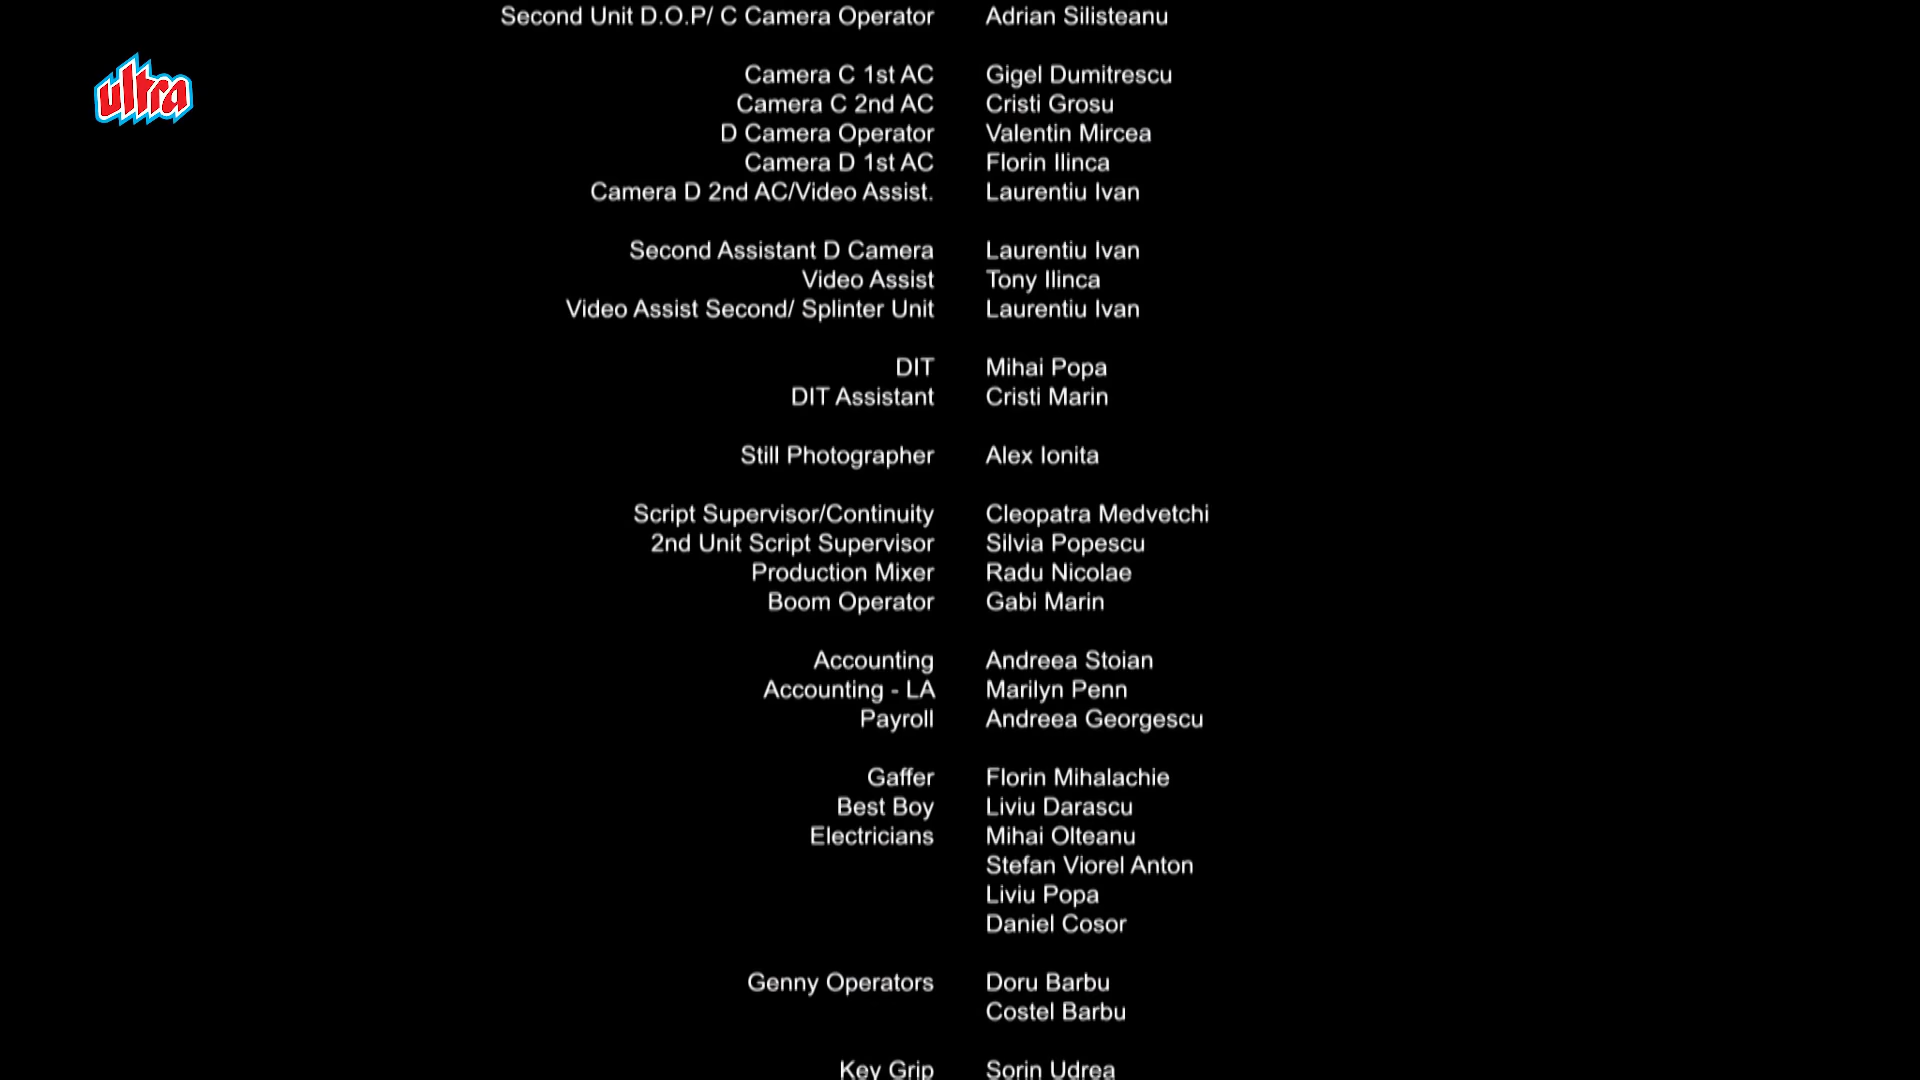 Second Unit D.O.P/ C Camera Operator Adrian Silisteanu
ultra
Camera C 1st AC Gigel Dumitrescu
Camera C 2nd AC Cristi Grosu
D Camera Operator Valentin Mircea
Camera D 1st AC Florin Ilinca
Camera D 2nd AC/Video Assist. Laurentiu Ivan
Second Assistant D Camera Laurentiu Ivan
Video Assist Tony Ilinca
Video Assist Second/ Splinter Unit Laurentiu Ivan
DIT Mihai Popa
DIT Assistant Cristi Marin
Still Photographer Alex Ionita
Script Supervisor/Continuity Cleopatra Medvetchi
2nd Unit Script Supervisor Silvia Popescu
Production Mixer Radu Nicolae
Boom Operator Gabi Marin
Accounting Andreea Stoian
Accounting - LA Marilyn Penn
Payroll Andreea Georgescu
Gaffer Florin Mihalachie
Best Boy Liviu Darascu
Electricians Mihai Olteanu
Stefan Viorel Anton
Liviu Popa
Daniel Cosor
Genny Operators Doru Barbu
Costel Barbu
Key Grip Sorin Udrea